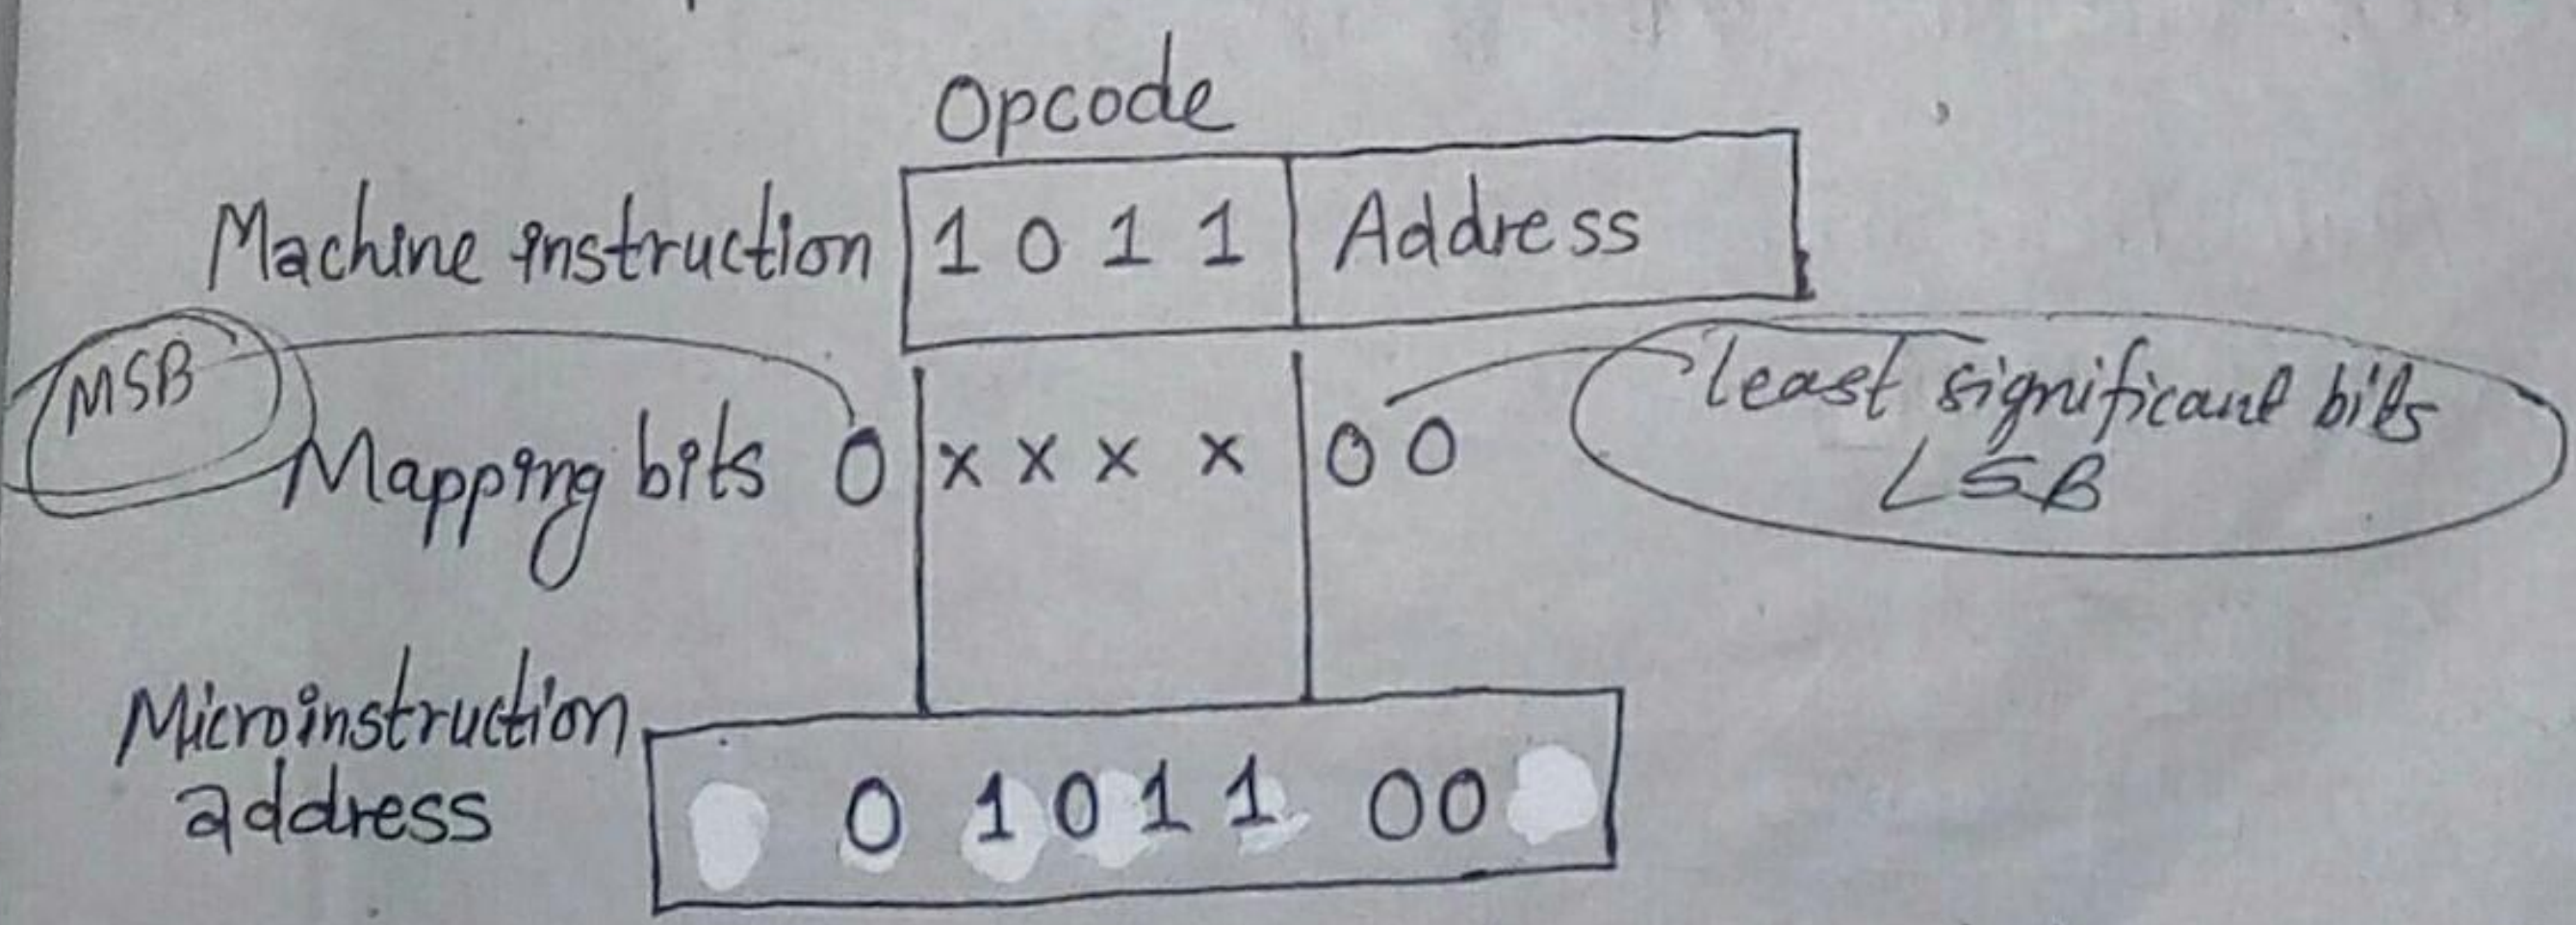 Opcode
Machine instruction 1 0 1 1 Address
MSB
Mapping bits 0 x x x x 0 0
least significant bits
LSB
Microinstruction
address
0 1 0 1 1 0 0